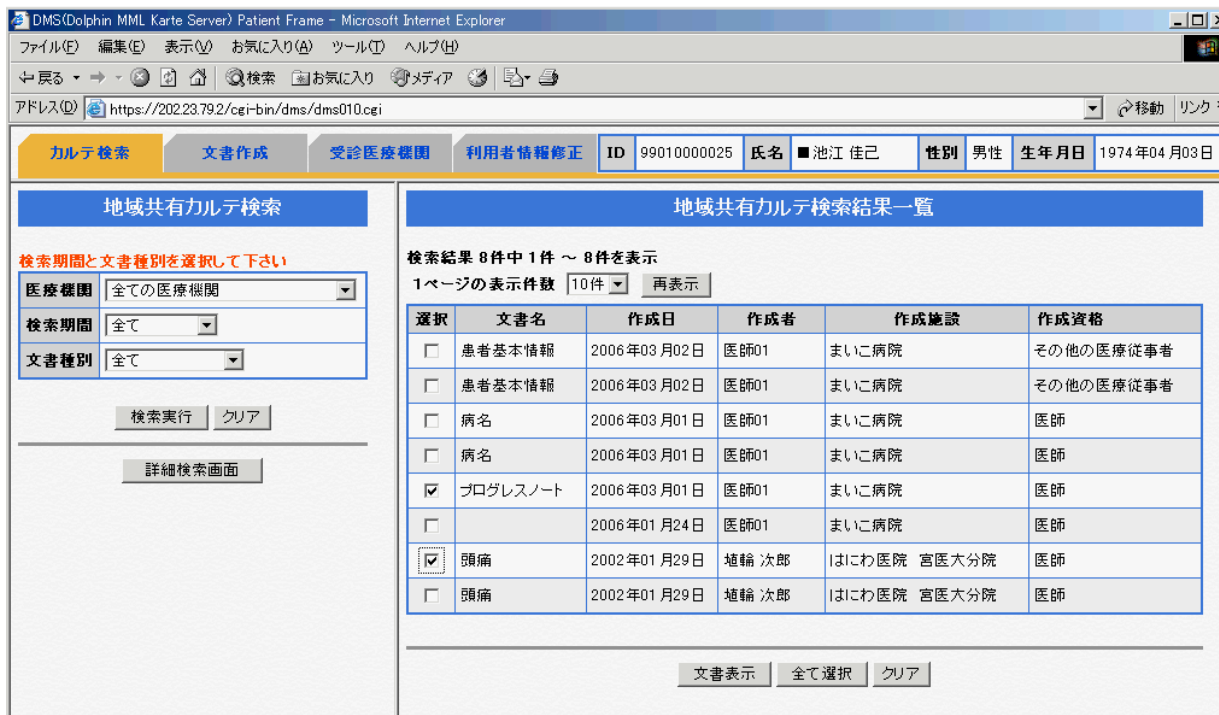 DMS(Dolphin MML Karte Server) Patient Frame - Microsoft Internet Explorer
ファイル(F) 編集(E) 表示(V) お気に入り(A) ツール(T) ヘルプ(H)
戻る 検索 お気に入り メディア
アドレス(D) https://202.23.79.2/cgi-bin/dms/dms010.cgi 移動 リンク
カルテ検索 文書作成 受診医療機関 利用者情報修正 ID 99010000025 氏名 ■池江 佳己 性別 男性 生年月日 1974年04月03日
地域共有カルテ検索
検索期間と文書種別を選択して下さい
医療機関 全ての医療機関
検索期間 全て
文書種別 全て
検索実行 クリア
詳細検索画面
地域共有カルテ検索結果一覧
検索結果 8件中 1件 ~ 8件を表示
1ページの表示件数 10件 再表示
選択 文書名 作成日 作成者 作成施設 作成資格
患者基本情報 2006年03月02日 医師01 まいこ病院 その他の医療従事者
患者基本情報 2006年03月02日 医師01 まいこ病院 その他の医療従事者
病名 2006年03月01日 医師01 まいこ病院 医師
病名 2006年03月01日 医師01 まいこ病院 医師
プログレスノート 2006年03月01日 医師01 まいこ病院 医師
2006年01月24日 医師01 まいこ病院 医師
頭痛 2002年01月29日 埴輪 次郎 はにわ医院 宮医大分院 医師
頭痛 2002年01月29日 埴輪 次郎 はにわ医院 宮医大分院 医師
文書表示 全て選択 クリア